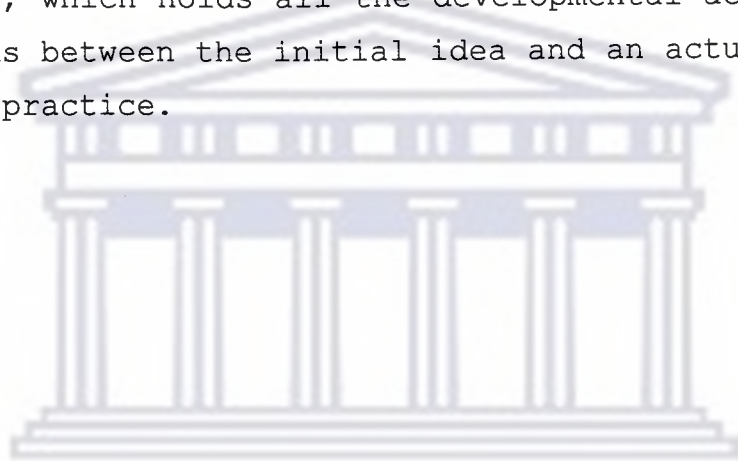 , which holds all the developmental
s between the initial idea and an actu
practice.